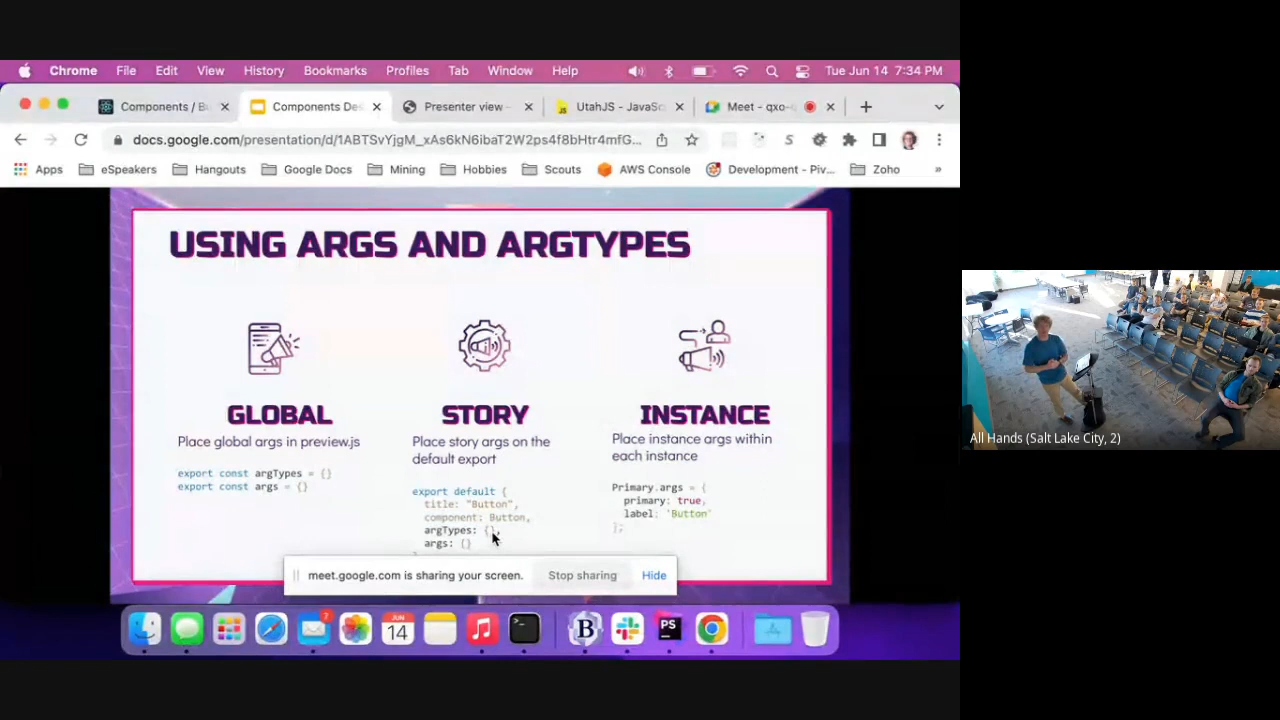 Chrome File Edit View History Bookmarks Profiles Tab Window Help Tue Jun 14 7:34 PM
Components / Bu Components Des Presenter view - UtahJS - JavaSc Meet - qxo-
docs.google.com/presentation/d/1ABTSvYjgM_xAs6kN6ibaT2W2ps4f8bHtr4mfG...
Apps eSpeakers Hangouts Google Docs Mining Hobbies Scouts AWS Console Development - Piv... Zoho »
USING ARGS AND ARGTYPES
GLOBAL
Place global args in preview.js
export const argTypes = {}
export const args = {}
STORY
Place story args on the
default export
export default {
title: "Button",
component: Button,
argTypes: {},
args: {}
INSTANCE
Place instance args within
each instance
Primary.args = {
primary: true,
label: 'Button'
};
meet.google.com is sharing your screen. Stop sharing Hide
All Hands (Salt Lake City, 2)
7
JUN
14
B
PS